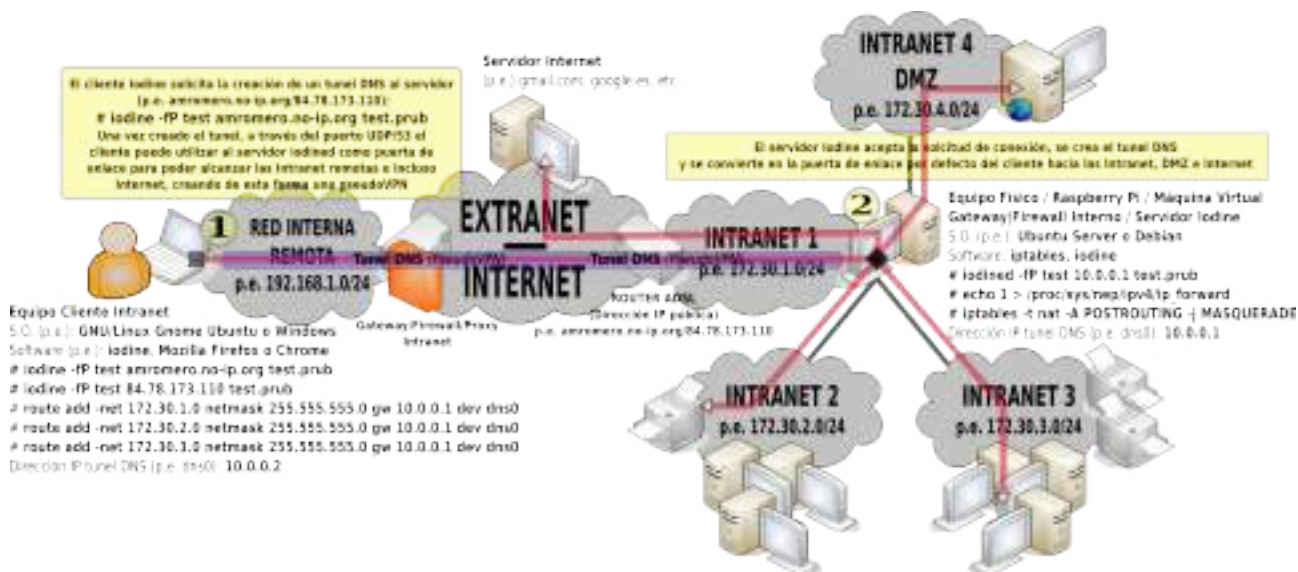 INTRANET 4
DMZ
p.e. 172.30.4.0/24
Servidor Internet
(p.e.) gmail.com, google.es, etc.
El cliente iodine solicita la creación de un tunel DNS al servidor
(p.e. amromero.no-ip.org/84.78.173.110):
# iodine -fP test amromero.no-ip.org test.prub
Una vez creado el tunel, a través del puerto UDP/53 el
cliente puede utilizar al servidor iodined como puerta de
enlace para poder alcanzar las Intranet remotas e incluso
Internet, creando de esta forma una pseudoVPN
El servidor iodine acepta la solicitud de conexión, se crea el tunel DNS
y se convierte en la puerta de enlace por defecto del cliente hacia las Intranet, DMZ e Internet
1
RED INTERNA
REMOTA
p.e. 192.168.1.0/24
EXTRANET
INTERNET
Tunel DNS (PseudoVPN)
Tunel DNS (PseudoVPN)
INTRANET 1
p.e. 172.30.1.0/24
2
Equipo Físico / Raspberry Pi / Máquina Virtual
Gateway/Firewall Interno / Servidor Iodine
S.O. (p.e.): Ubuntu Server o Debian
Software: iptables, iodine
# iodined -fP test 10.0.0.1 test.prub
# echo 1 > /proc/sys/nep/ipv4/ip_forward
# iptables -t nat -A POSTROUTING -j MASQUERADE
Dirección IP tunel DNS (p.e. dns0): 10.0.0.1
Gateway/Firewall/Proxy
Intranet
ROUTER ADSL
(Dirección IP pública)
p.e. amromero.no-ip.org/84.78.173.110
Equipo Cliente Intranet
S.O. (p.e.): GNU/Linux Gnome Ubuntu o Windows
Software (p.e.): iodine, Mozilla Firefox o Chrome
# iodine -fP test amromero.no-ip.org test.prub
# iodine -fP test 84.78.173.110 test.prub
# route add -net 172.30.1.0 netmask 255.555.555.0 gw 10.0.0.1 dev dns0
# route add -net 172.30.2.0 netmask 255.555.555.0 gw 10.0.0.1 dev dns0
# route add -net 172.30.3.0 netmask 255.555.555.0 gw 10.0.0.1 dev dns0
Dirección IP tunel DNS (p.e. dns0): 10.0.0.2
INTRANET 2
p.e. 172.30.2.0/24
INTRANET 3
p.e. 172.30.3.0/24